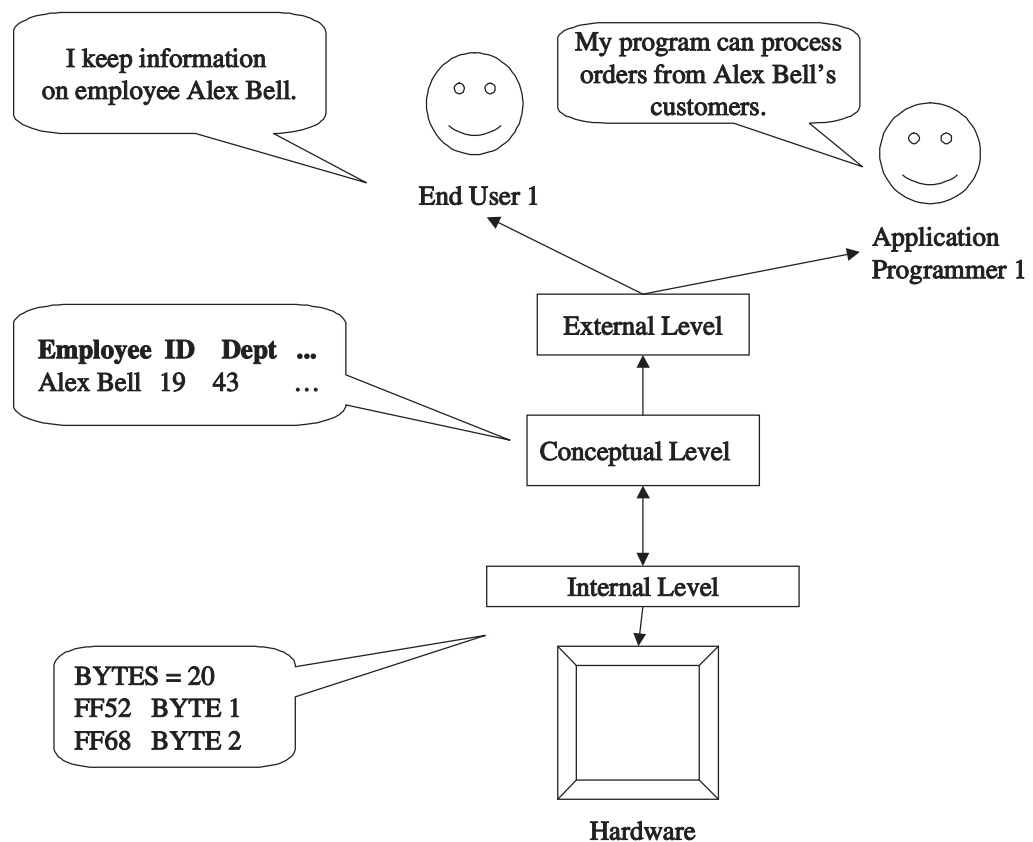 I keep information
on employee Alex Bell.
My program can process
orders from Alex Bell’s
customers.
End User 1
Application
Programmer 1
External Level
Employee ID Dept ...
Alex Bell 19 43 …
Conceptual Level
Internal Level
BYTES = 20
FF52 BYTE 1
FF68 BYTE 2
Hardware